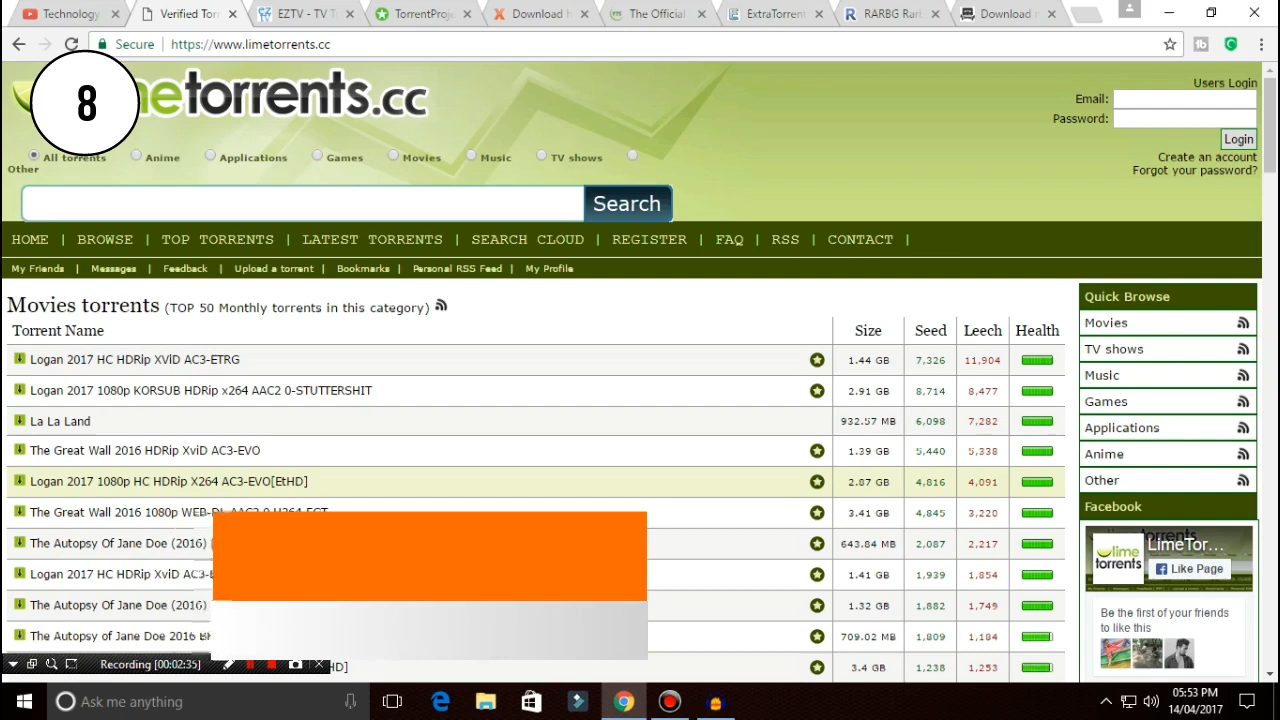 Technology
Verified Torr
EZTV - TV T
TorrentProj
Download h
The Official
ExtraTorrent
RARBG Rarb
Download m
Secure
https://www.limetorrents.cc
8
metorrents.cc
Users Login
Email:
Password:
Login
Create an account
Forgot your password?
All torrents
Anime
Applications
Games
Movies
Music
TV shows
Other
Search
HOME | BROWSE | TOP TORRENTS | LATEST TORRENTS | SEARCH CLOUD | REGISTER | FAQ | RSS | CONTACT |
My Friends | Messages | Feedback | Upload a torrent | Bookmarks | Personal RSS Feed | My Profile
Movies torrents (TOP 50 Monthly torrents in this category)
Torrent Name Size Seed Leech Health
Logan 2017 HC HDRip XViD AC3-ETRG 1.44 GB 7,326 11,904
Logan 2017 1080p KORSUB HDRip x264 AAC2 0-STUTTERSHIT 2.91 GB 8,714 8,477
La La Land 932.57 MB 6,098 7,282
The Great Wall 2016 HDRip XviD AC3-EVO 1.39 GB 5,440 5,338
Logan 2017 1080p HC HDRip X264 AC3-EVO[EtHD] 2.87 GB 4,816 4,091
The Great Wall 2016 1080p 3.41 GB 4,845 3,220
The Autopsy Of Jane Doe (2016) 643.84 MB 2,087 2,217
Logan 2017 HC HDRip XviD AC3-E 1.41 GB 1,939 1,854
The Autopsy Of Jane Doe (2016) 1.32 GB 1,882 1,749
The Autopsy of Jane Doe 2016 709.02 MB 1,809 1,184
HD] 3.4 GB 1,238 1,253
Quick Browse
Movies
TV shows
Music
Games
Applications
Anime
Other
Facebook
lime torrents
LimeTor...
Like Page
Be the first of your friends
to like this
Recording [00:02:35]
Ask me anything
05:53 PM
14/04/2017